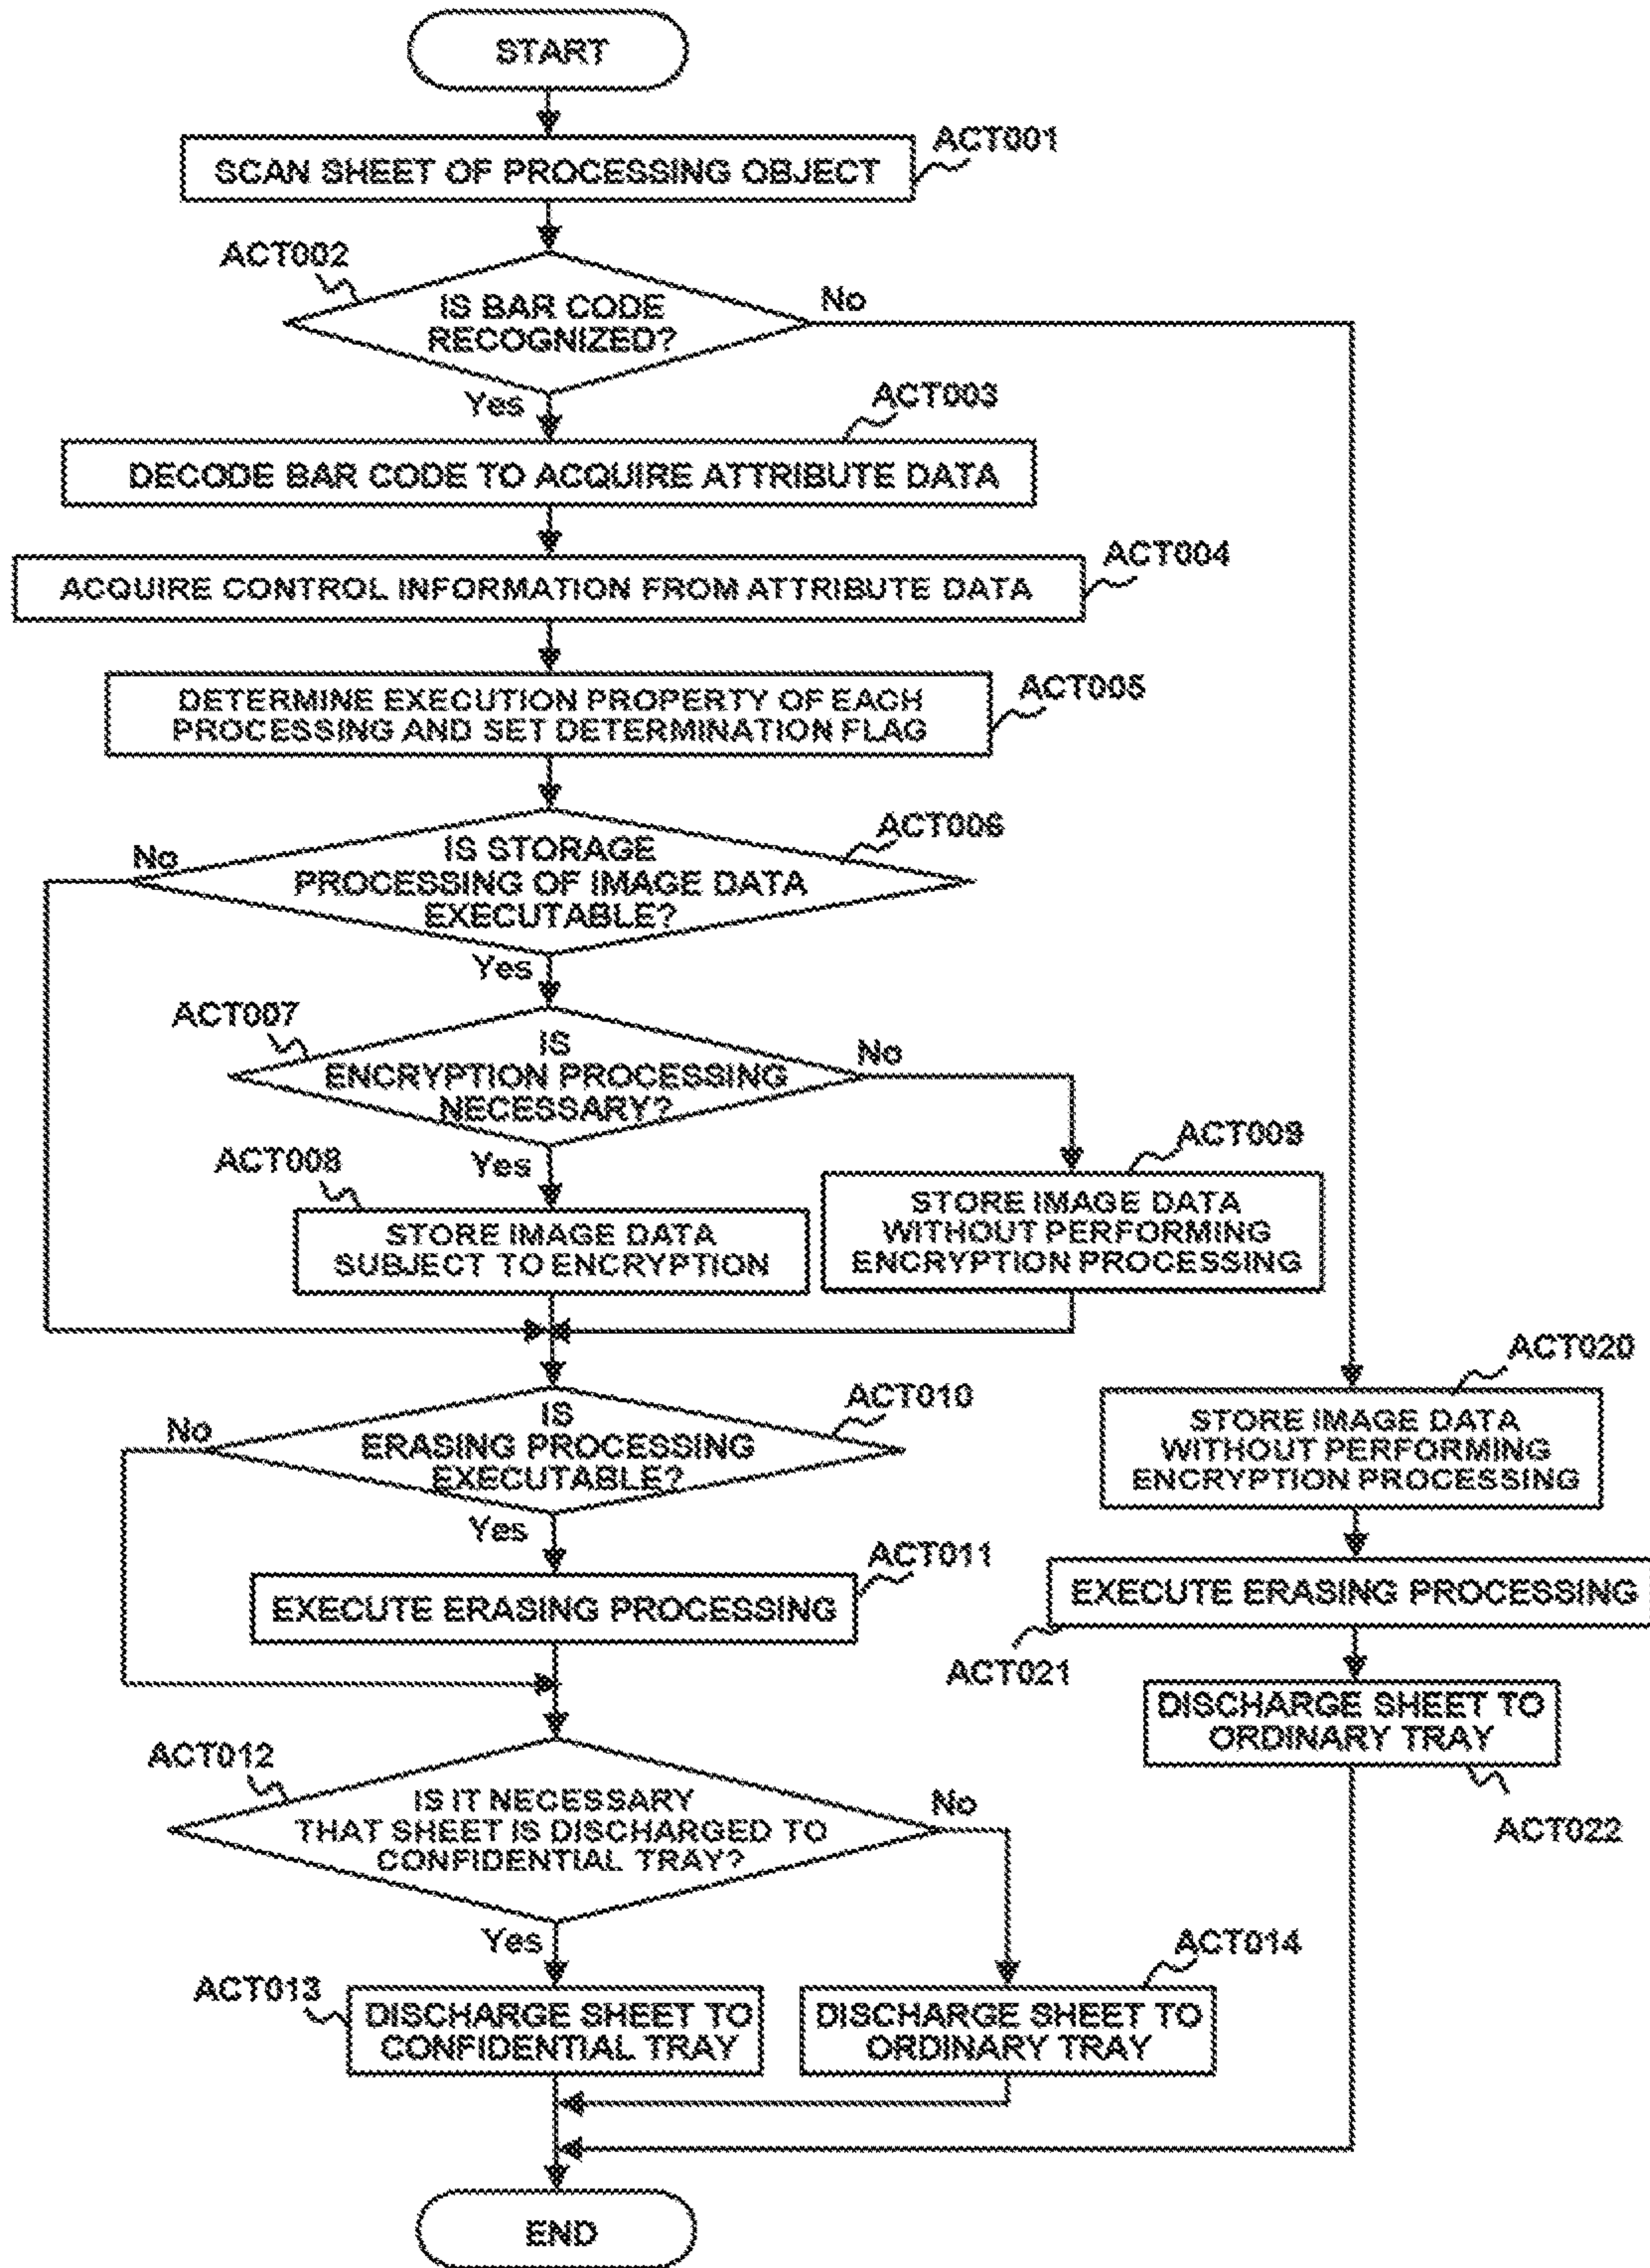 START
ACT001
SCAN SHEET OF PROCESSING OBJECT
ACT002
IS BAR CODE
RECOGNIZED?
No
Yes
ACT003
DECODE BAR CODE TO ACQUIRE ATTRIBUTE DATA
ACT004
ACQUIRE CONTROL INFORMATION FROM ATTRIBUTE DATA
ACT005
DETERMINE EXECUTION PROPERTY OF EACH
PROCESSING AND SET DETERMINATION FLAG
ACT006
No
IS STORAGE
PROCESSING OF IMAGE DATA
EXECUTABLE?
Yes
ACT007
IS
ENCRYPTION PROCESSING
NECESSARY?
No
Yes
ACT008
STORE IMAGE DATA
SUBJECT TO ENCRYPTION
ACT009
STORE IMAGE DATA
WITHOUT PERFORMING
ENCRYPTION PROCESSING
ACT010
No
IS
ERASING PROCESSING
EXECUTABLE?
Yes
ACT011
EXECUTE ERASING PROCESSING
ACT020
STORE IMAGE DATA
WITHOUT PERFORMING
ENCRYPTION PROCESSING
EXECUTE ERASING PROCESSING
ACT021
DISCHARGE SHEET TO
ORDINARY TRAY
ACT022
ACT012
IS IT NECESSARY
THAT SHEET IS DISCHARGED TO
CONFIDENTIAL TRAY?
No
Yes
ACT013
DISCHARGE SHEET TO
CONFIDENTIAL TRAY
ACT014
DISCHARGE SHEET TO
ORDINARY TRAY
END